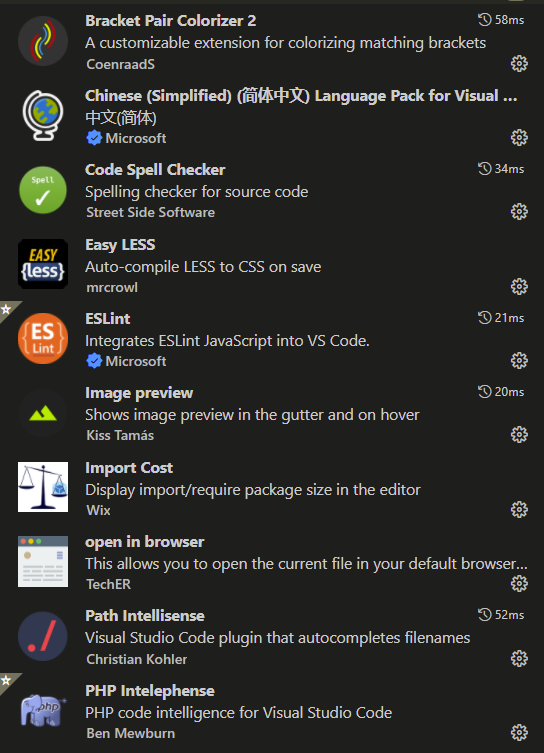 Bracket Pair Colorizer 2 58ms
A customizable extension for colorizing matching brackets
CoenraadS
Chinese (Simplified) (简体中文) Language Pack for Visual ...
中文(简体)
Microsoft
Spell
Code Spell Checker 34ms
Spelling checker for source code
Street Side Software
EASY
{less}
Easy LESS
Auto-compile LESS to CSS on save
mrcrowl
ES
Lint
ESLint 21ms
Integrates ESLint JavaScript into VS Code.
Microsoft
Image preview 20ms
Shows image preview in the gutter and on hover
Kiss Tamás
Import Cost
Display import/require package size in the editor
Wix
open in browser
This allows you to open the current file in your default browser...
TechER
./
Path Intellisense 52ms
Visual Studio Code plugin that autocompletes filenames
Christian Kohler
php
PHP Intelephense
PHP code intelligence for Visual Studio Code
Ben Mewburn